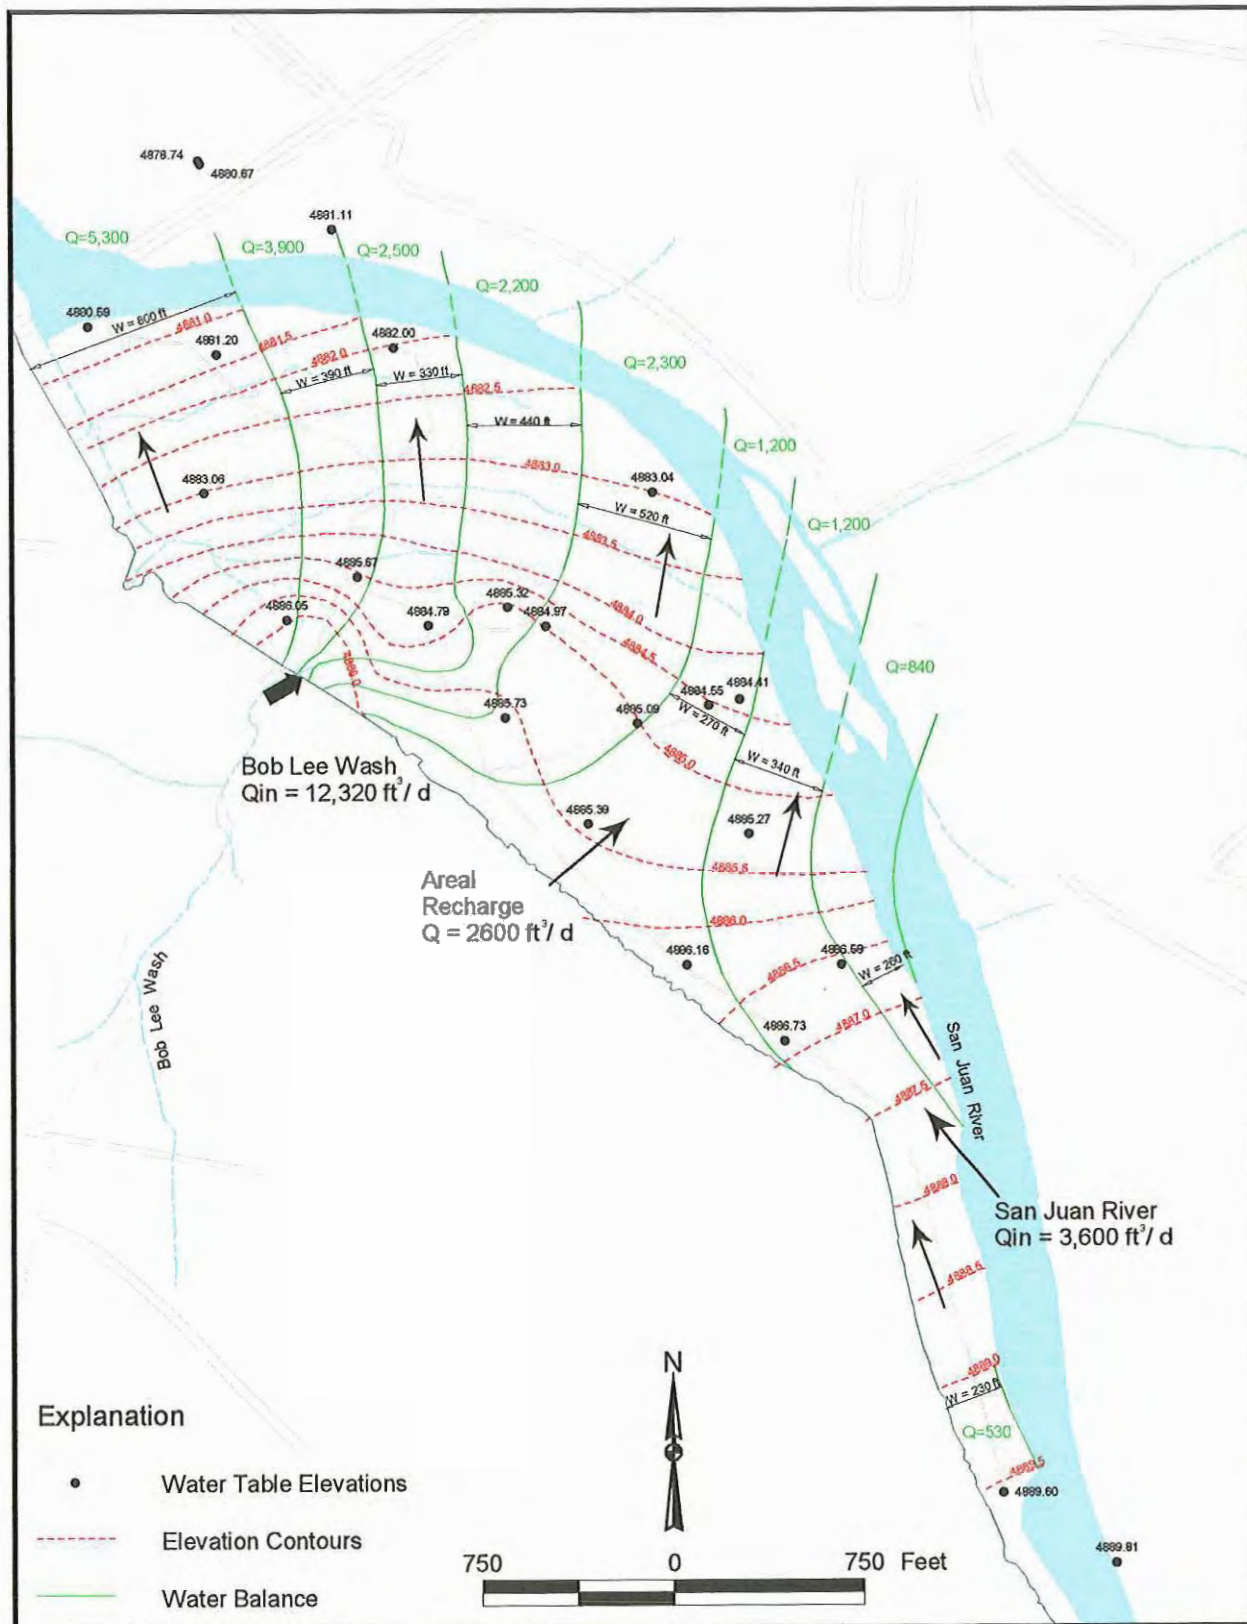 4878.74
4880.67
4881.11
Q=5,300
Q=3,900
Q=2,500
Q=2,200
4880.59
W = 600 ft
4881.0
4881.20
4881.5
4882.0
4882.00
W = 390 ft
W = 330 ft
4882.5
Q=2,300
W = 440 ft
Q=1,200
4883.06
4883.0
4883.04
W = 520 ft
Q=1,200
4883.5
4885.67
4886.05
4884.79
4885.32
4884.97
4884.0
4884.5
Q=840
4886.0
4884.55
4884.41
4885.73
4885.09
W = 270 ft
4885.0
W = 340 ft
Bob Lee Wash
Qin = 12,320 ft³/ d
4885.39
4885.27
4885.5
Areal
Recharge
Q = 2600 ft³/ d
4886.0
4886.16
4886.5
4886.59
W = 260 ft
Bob Lee Wash
4886.73
4887.0
San Juan River
4887.5
4888.0
San Juan River
Qin = 3,600 ft³/ d
4888.5
N
4889.0
W = 230 ft
Q=530
4889.5
4889.60
4889.81
Explanation
Water Table Elevations
Elevation Contours
Water Balance
750 0 750 Feet